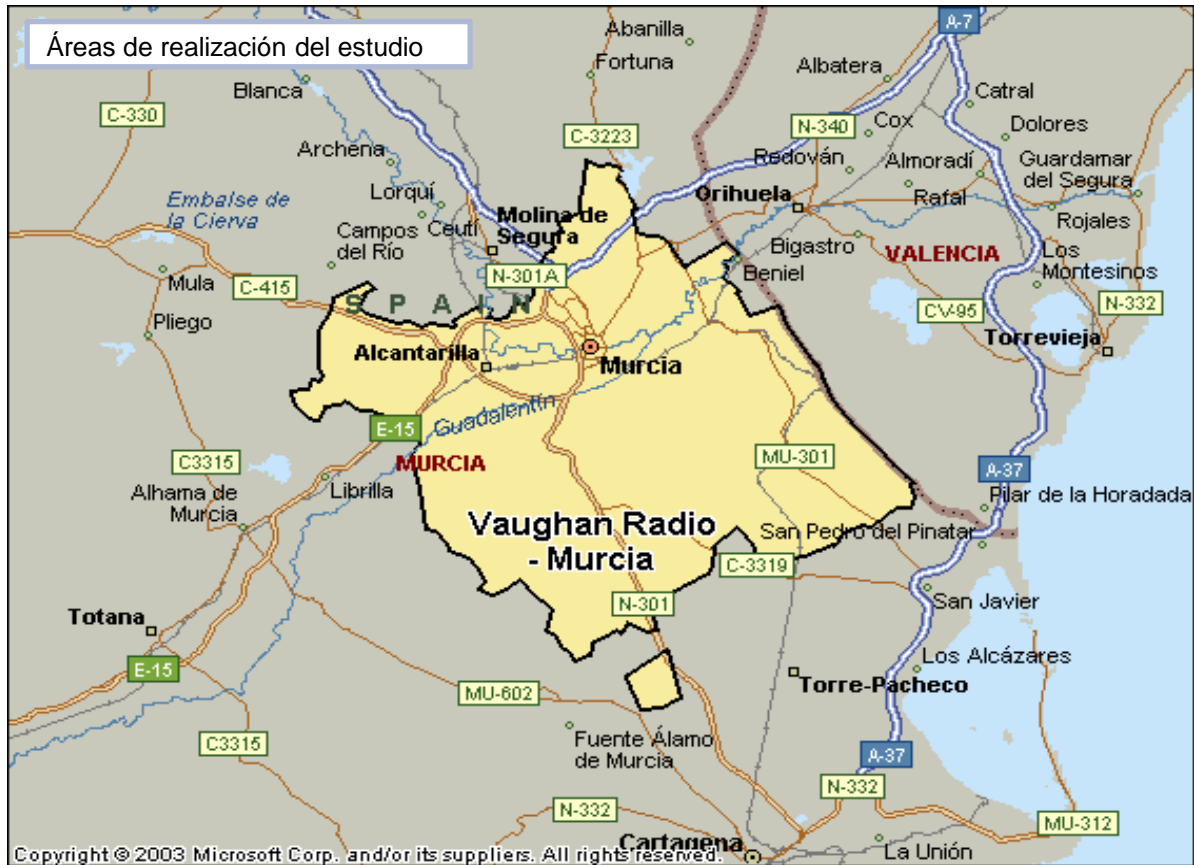 Áreas de realización del estudio
A-7
Abanilla
Fortuna
Albatera
Blanca
Catral
C-330
C-3223
N-340
Cox
Dolores
Archena
Redován
Almoradí
Guardamar
del Segura
Embalse de
la Cierva
Lorquí
Orihuela
Rafal
Campos
del Río
Ceutí
Molina de
Segura
Rojales
Bigastro
VALENCIA
Los
Montesinos
Mula
N-301A
Beniel
C-415
SPAIN
N-332
Pliego
CV-95
Alcantarilla
Murcia
Torrevieja
Guadalentín
E-15
MURCIA
MU-301
C3315
A-37
Librilla
Alhama de
Murcia
Pilar de la Horadada
Vaughan Radio
- Murcia
San Pedro del Pinatar
C-3319
N-301
San Javier
Totana
E-15
Los Alcázares
MU-602
Torre-Pacheco
C3315
Fuente Álamo
de Murcia
A-37
N-332
N-332
MU-312
Cartagena
La Unión
Copyright © 2003 Microsoft Corp. and/or its suppliers. All rights reserved.